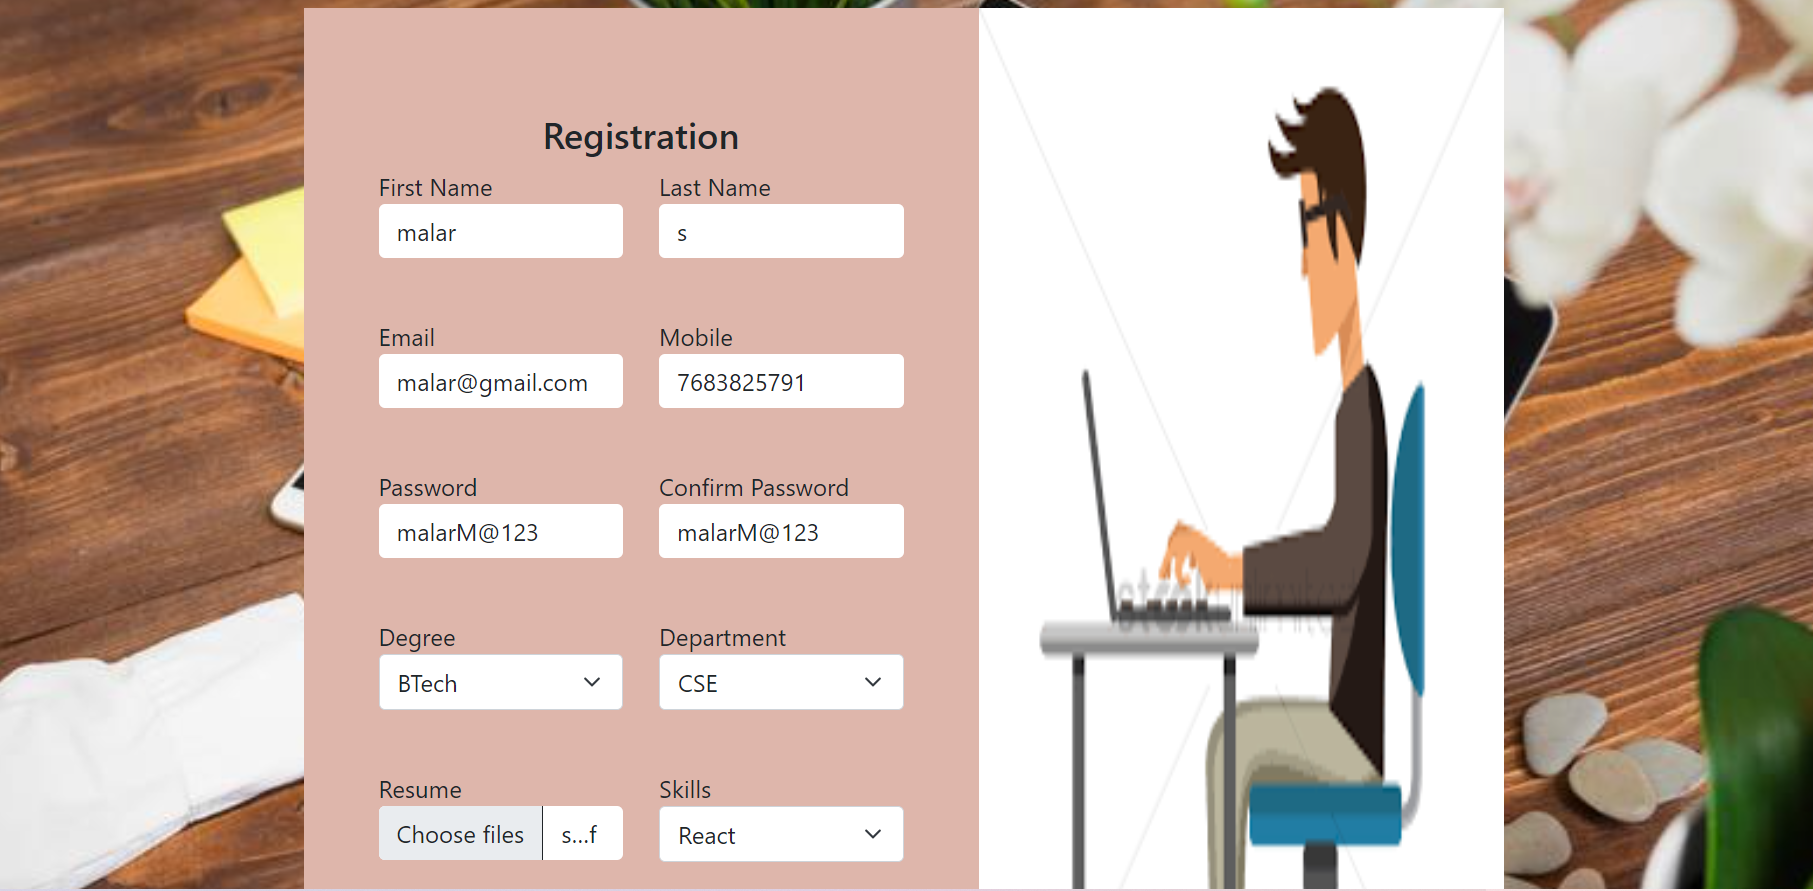 Registration
First Name Last Name
malar s
Email Mobile
malar@gmail.com 7683825791
Password Confirm Password
malarM@123 malarM@123
Degree Department
BTech CSE
Resume Skills
Choose files s...f React